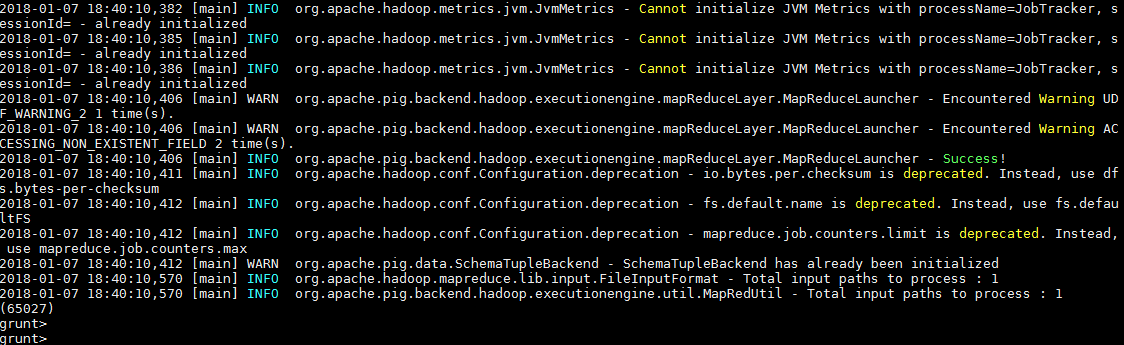 2018-01-07 18:40:10,382 [main] INFO  org.apache.hadoop.metrics.jvm.JvmMetrics - Cannot initialize JVM Metrics with processName=JobTracker, s
essionId= - already initialized
2018-01-07 18:40:10,385 [main] INFO  org.apache.hadoop.metrics.jvm.JvmMetrics - Cannot initialize JVM Metrics with processName=JobTracker, s
essionId= - already initialized
2018-01-07 18:40:10,386 [main] INFO  org.apache.hadoop.metrics.jvm.JvmMetrics - Cannot initialize JVM Metrics with processName=JobTracker, s
essionId= - already initialized
2018-01-07 18:40:10,406 [main] WARN  org.apache.pig.backend.hadoop.executionengine.mapReduceLayer.MapReduceLauncher - Encountered Warning UD
F_WARNING_2 1 time(s).
2018-01-07 18:40:10,406 [main] WARN  org.apache.pig.backend.hadoop.executionengine.mapReduceLayer.MapReduceLauncher - Encountered Warning AC
CESSING_NON_EXISTENT_FIELD 2 time(s).
2018-01-07 18:40:10,406 [main] INFO  org.apache.pig.backend.hadoop.executionengine.mapReduceLayer.MapReduceLauncher - Success!
2018-01-07 18:40:10,411 [main] INFO  org.apache.hadoop.conf.Configuration.deprecation - io.bytes.per.checksum is deprecated. Instead, use df
s.bytes-per-checksum
2018-01-07 18:40:10,412 [main] INFO  org.apache.hadoop.conf.Configuration.deprecation - fs.default.name is deprecated. Instead, use fs.defau
ltFS
2018-01-07 18:40:10,412 [main] INFO  org.apache.hadoop.conf.Configuration.deprecation - mapreduce.job.counters.limit is deprecated. Instead,
 use mapreduce.job.counters.max
2018-01-07 18:40:10,412 [main] WARN  org.apache.pig.data.SchemaTupleBackend - SchemaTupleBackend has already been initialized
2018-01-07 18:40:10,570 [main] INFO  org.apache.hadoop.mapreduce.lib.input.FileInputFormat - Total input paths to process : 1
2018-01-07 18:40:10,570 [main] INFO  org.apache.pig.backend.hadoop.executionengine.util.MapRedUtil - Total input paths to process : 1
(65027)
grunt>
grunt>